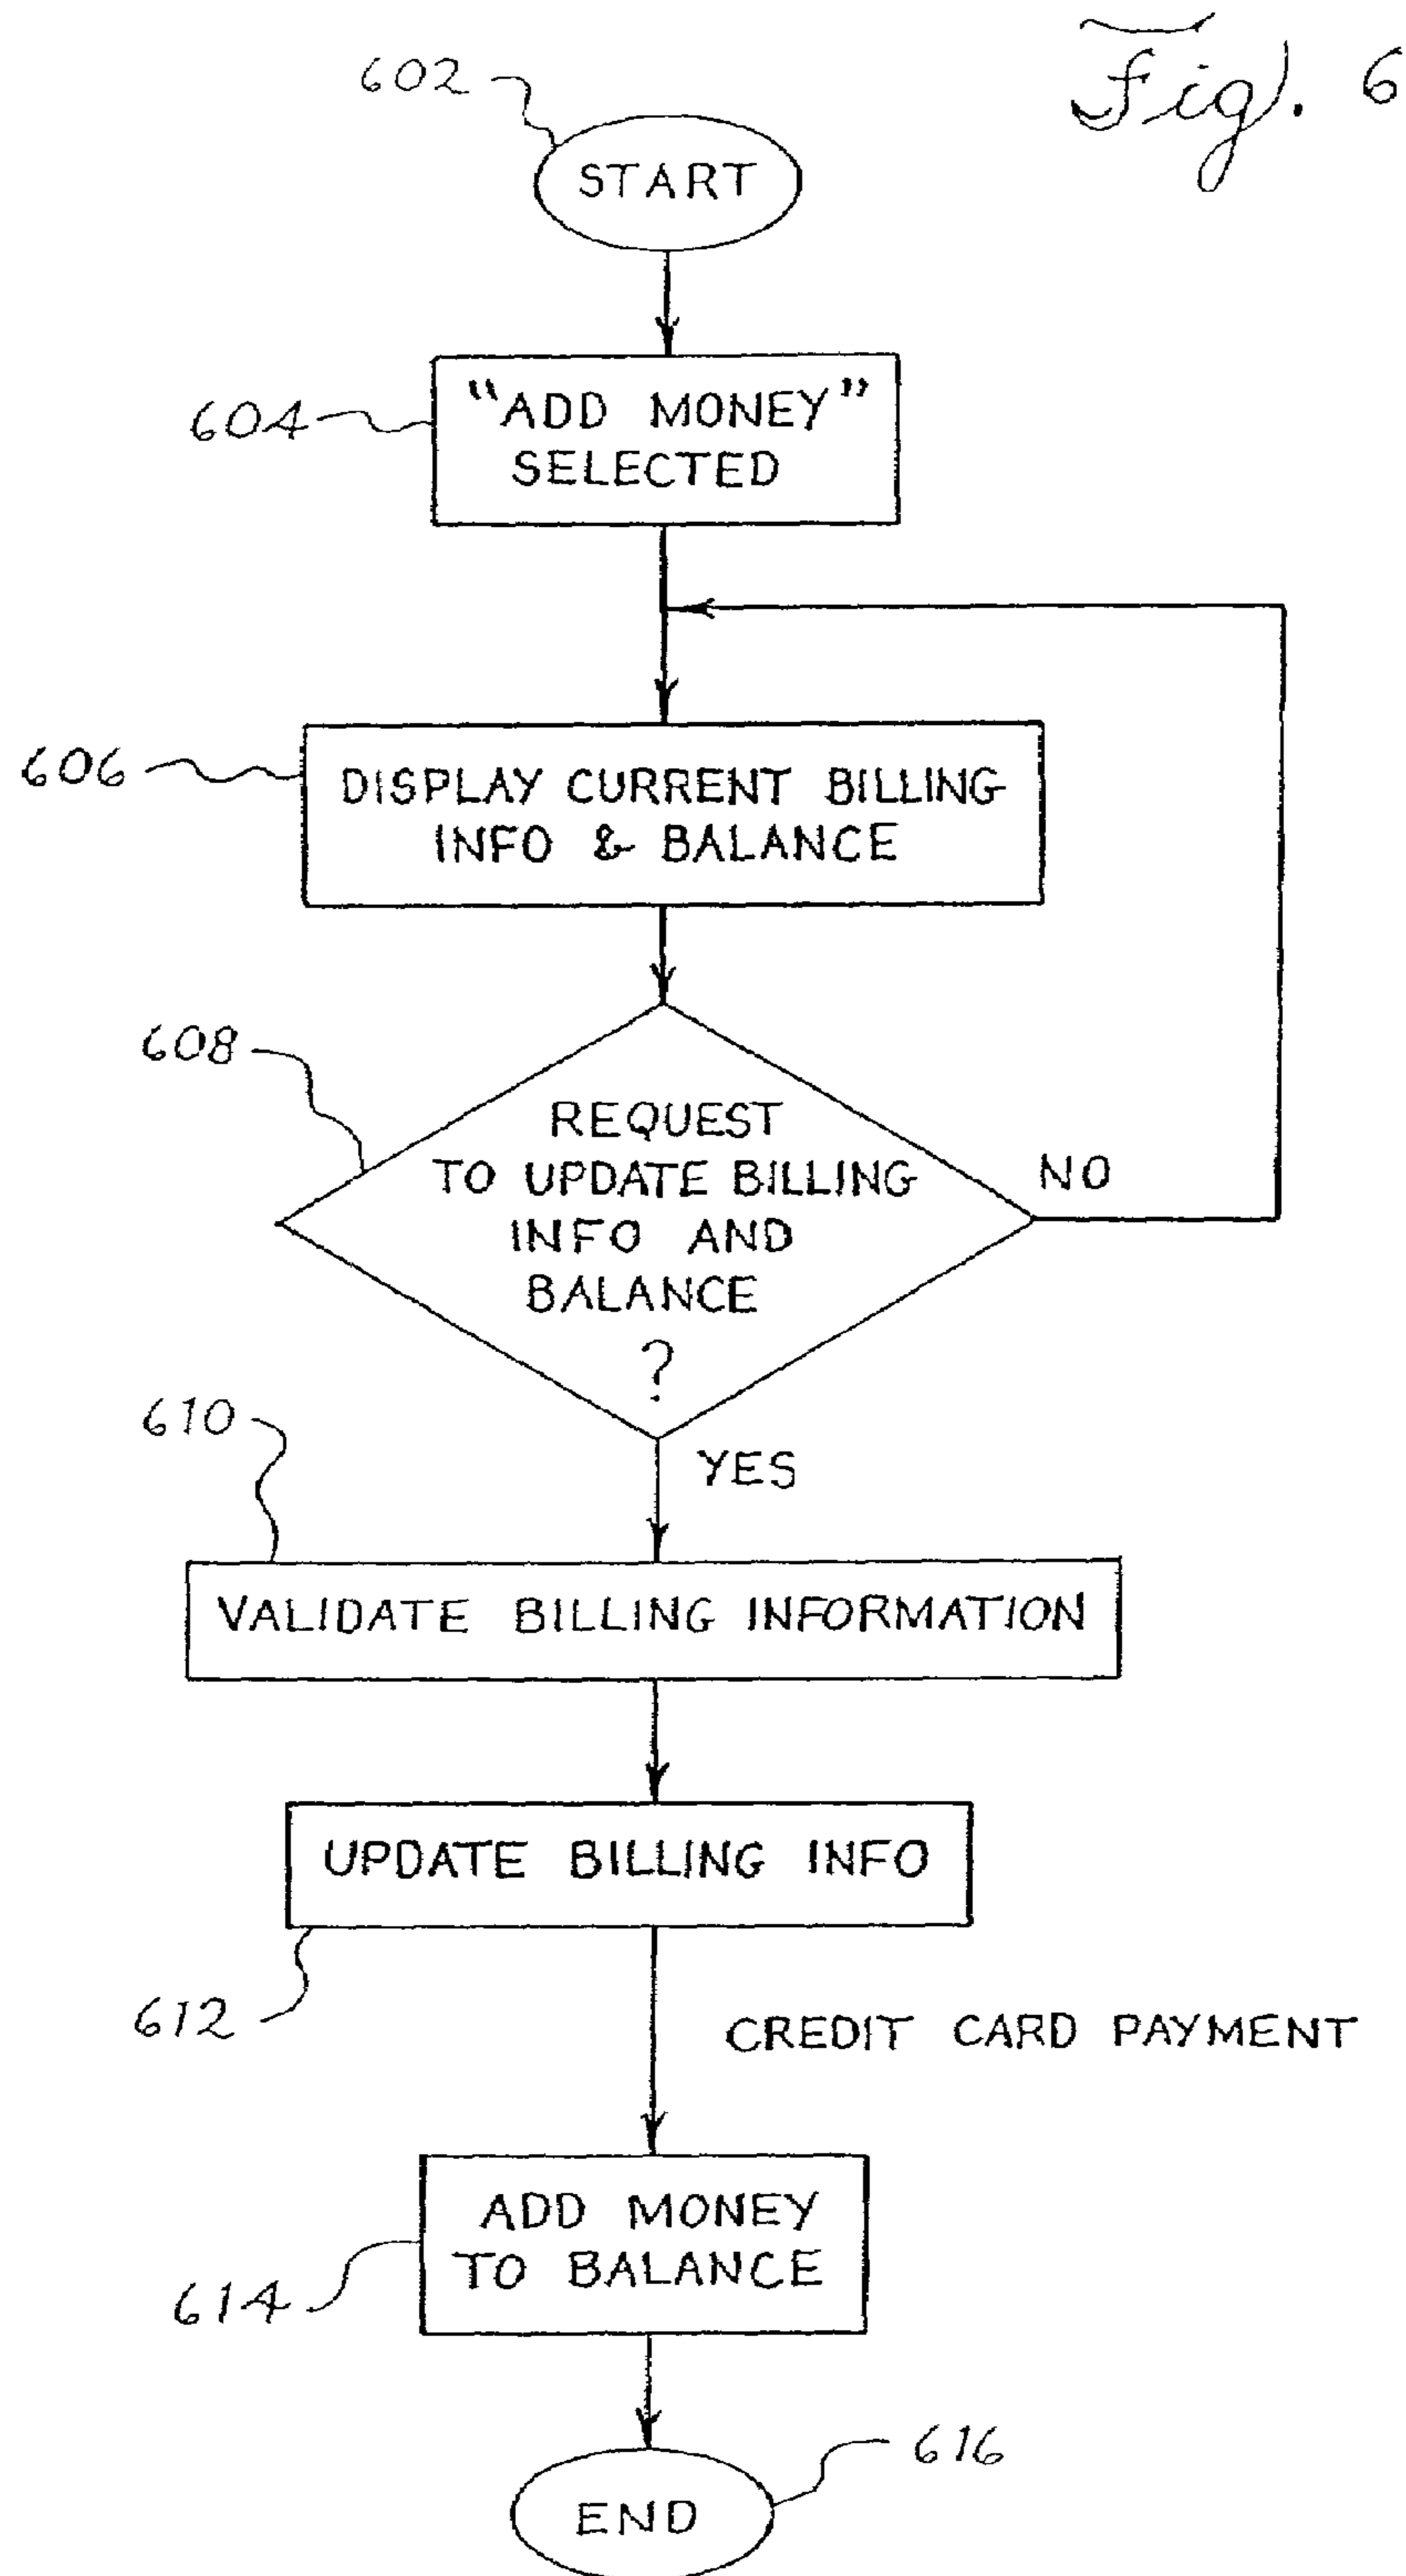 Fig. 6
602
START
604
"ADD MONEY"
SELECTED
606
DISPLAY CURRENT BILLING
INFO & BALANCE
608
REQUEST
TO UPDATE BILLING
INFO AND
BALANCE
?
NO
YES
610
VALIDATE BILLING INFORMATION
UPDATE BILLING INFO
612
CREDIT CARD PAYMENT
ADD MONEY
TO BALANCE
614
616
END